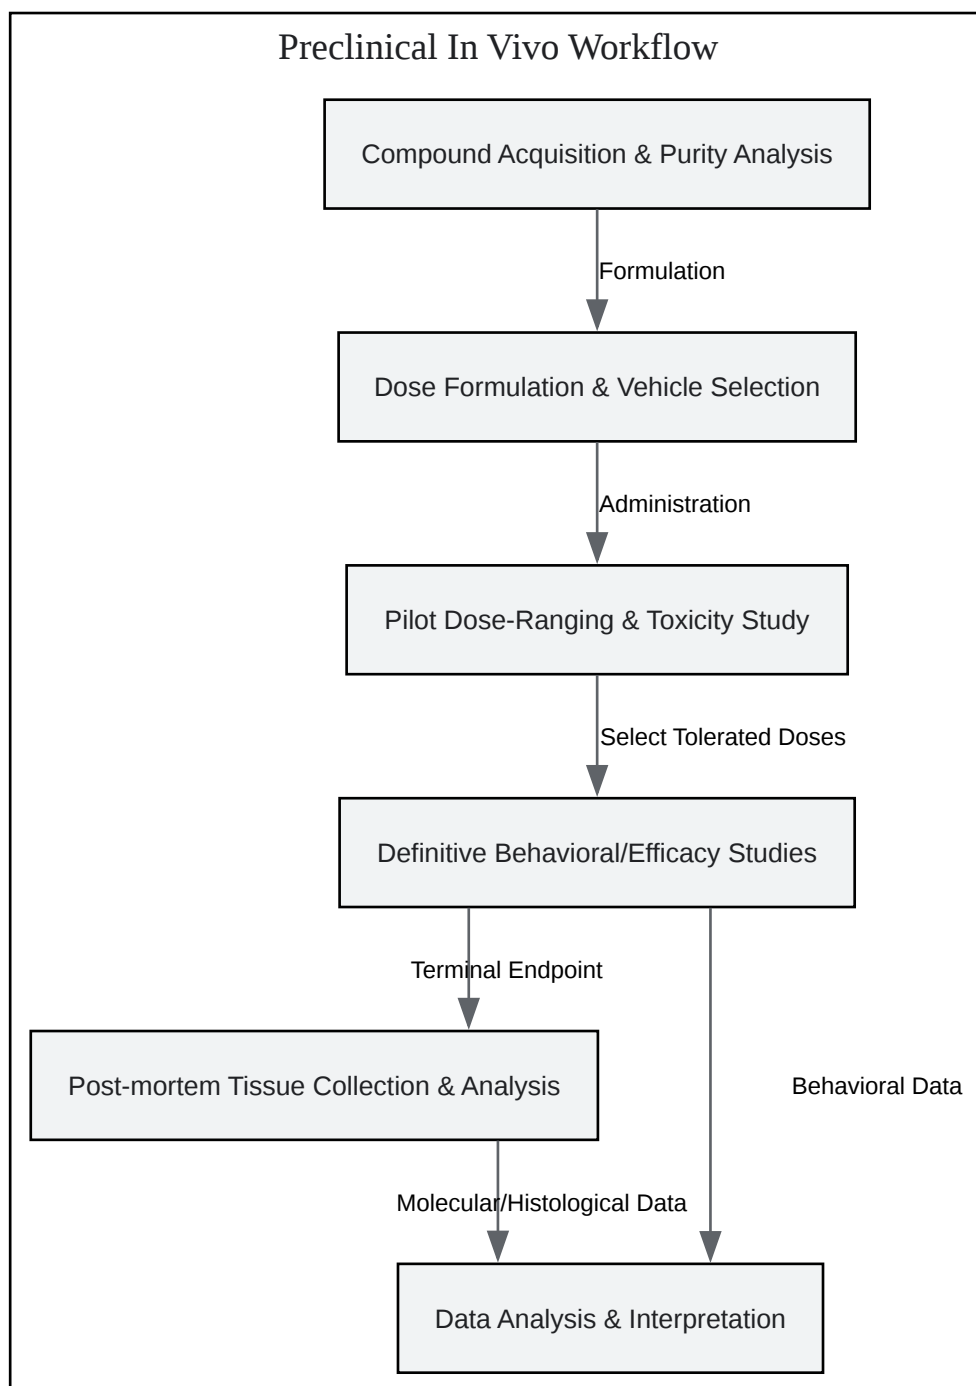 Preclinical In Vivo Workflow
Compound Acquisition & Purity Analysis
Formulation
Dose Formulation & Vehicle Selection
Administration
Pilot Dose-Ranging & Toxicity Study
Select Tolerated Doses
Definitive Behavioral/Efficacy Studies
Terminal Endpoint
Post-mortem Tissue Collection & Analysis
Behavioral Data
Molecular/Histological Data
Data Analysis & Interpretation